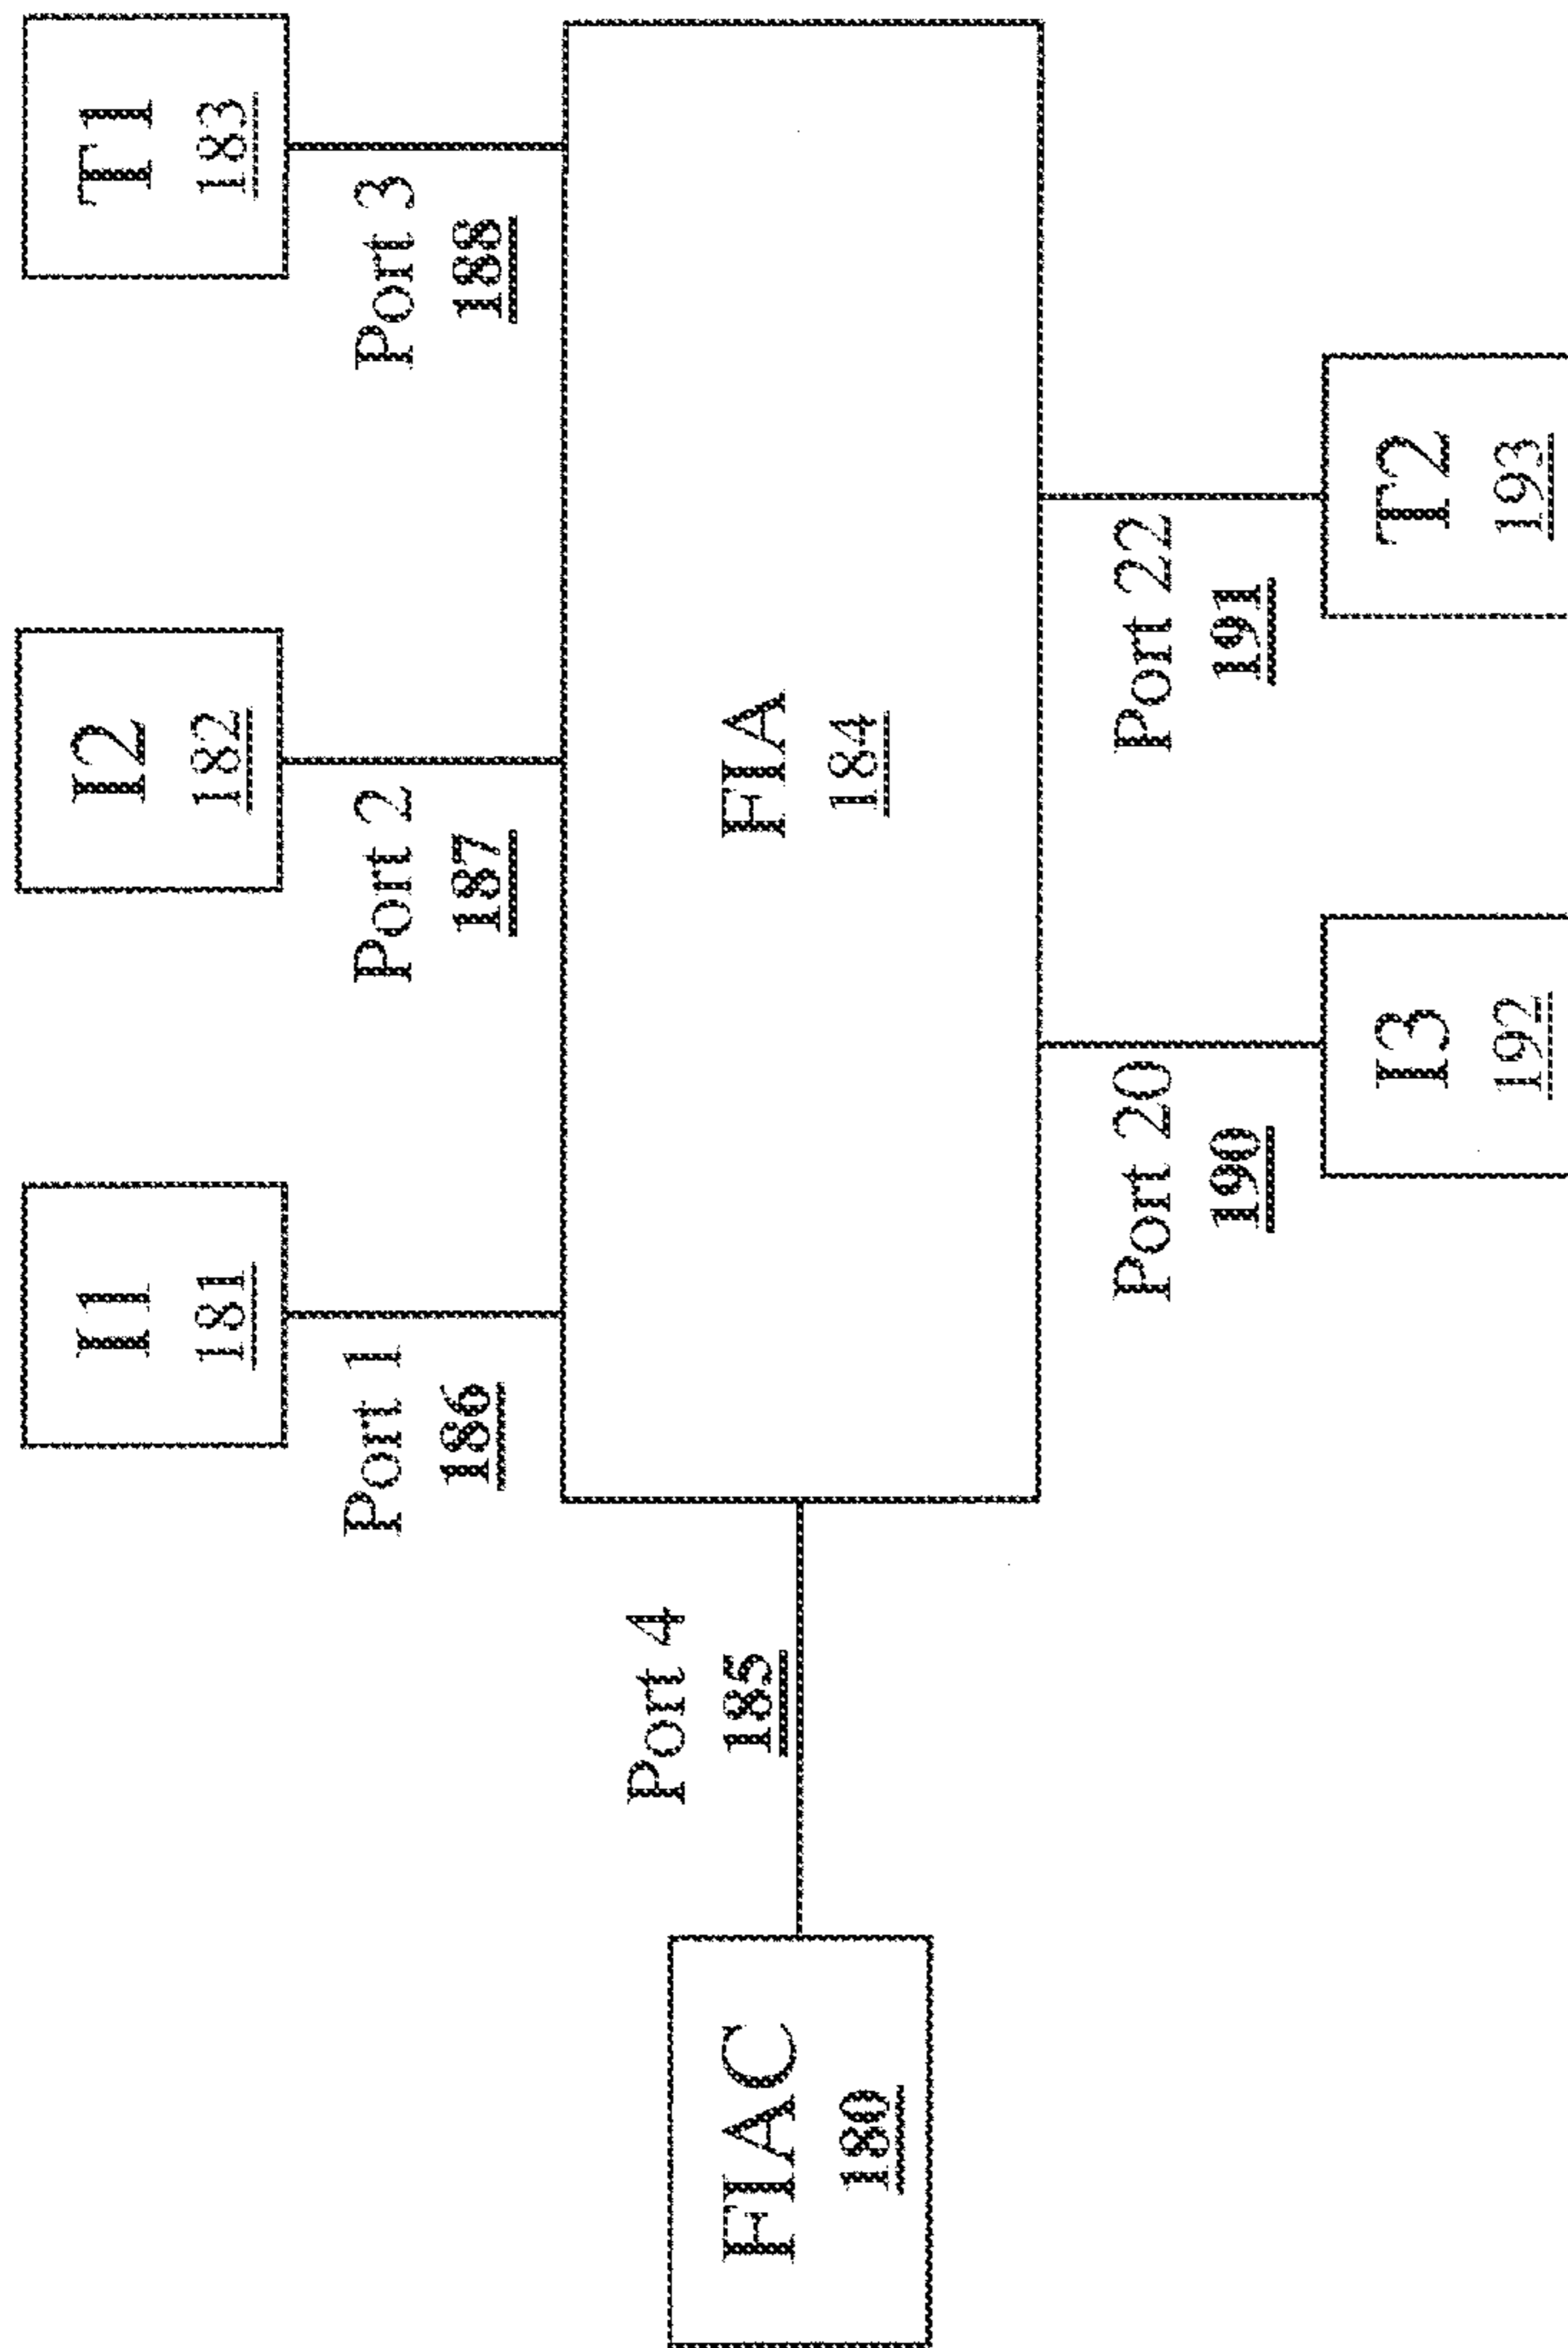 I1
181
I2
182
T1
183
Port 1
186
Port 2
187
Port 3
188
FIAC
180
Port 4
185
FIA
184
Port 20
190
Port 22
191
I3
192
T2
193